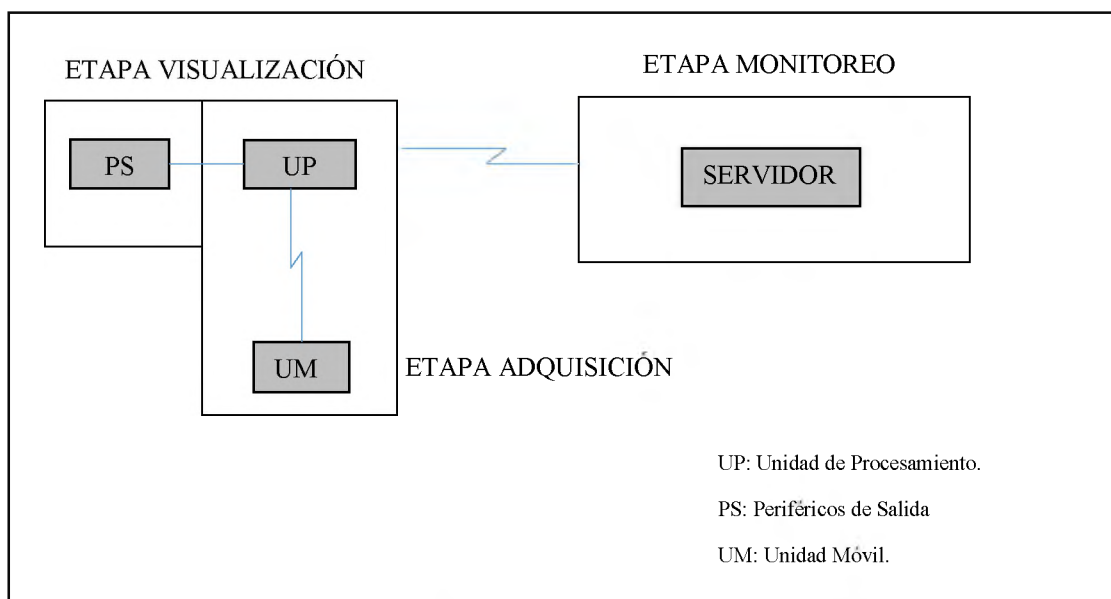 ETAPA VISUALIZACIÓN
ETAPA MONITOREO
PS
UP
SERVIDOR
UM
ETAPA ADQUISICIÓN
UP: Unidad de Procesamiento.
PS: Periféricos de Salida
UM: Unidad Móvil.